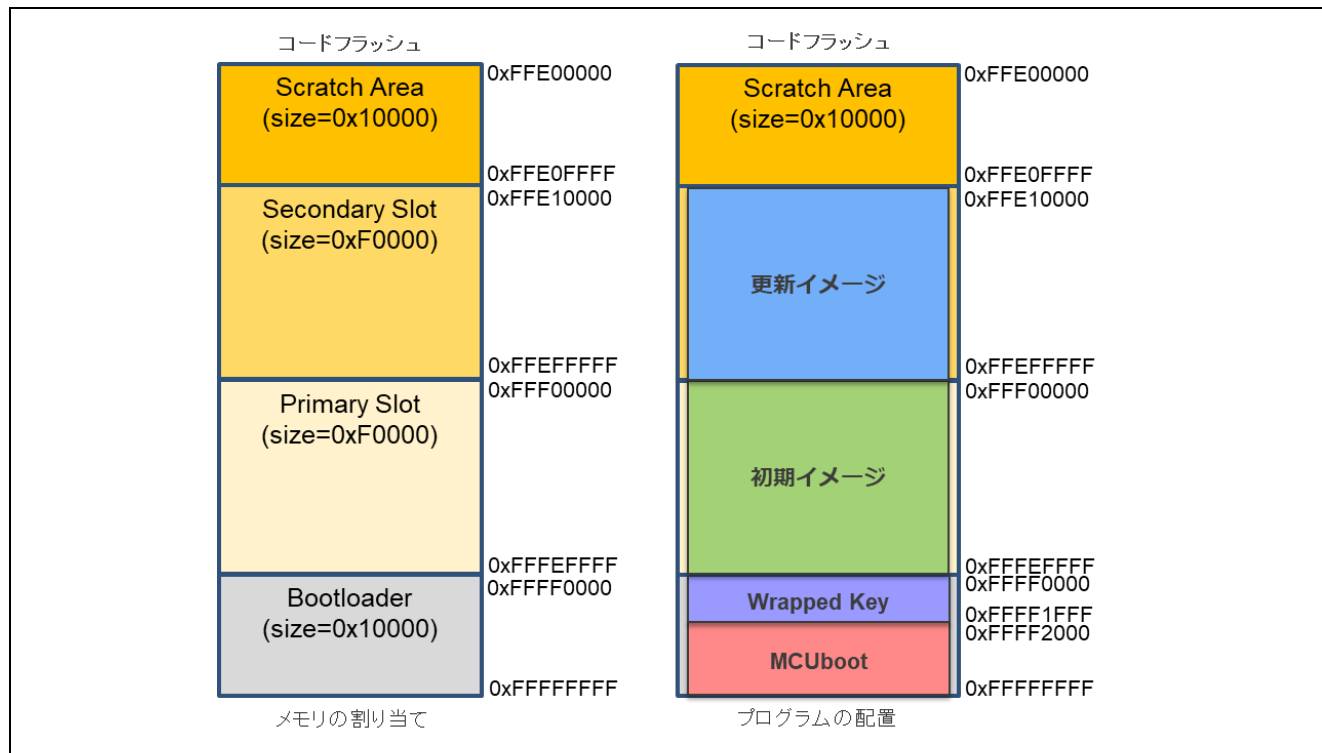 コードフラッシュ
Scratch Area
(size=0x10000)
0xFFE00000
0xFFE0FFFF
Secondary Slot
(size=0xF0000)
0xFFE10000
0xFFEFFFFF
Primary Slot
(size=0xF0000)
0xFFF00000
0xFFFEFFFF
Bootloader
(size=0x10000)
0xFFFF0000
0xFFFFFFFF
メモリの割り当て
コードフラッシュ
Scratch Area
(size=0x10000)
0xFFE00000
0xFFE0FFFF
0xFFE10000
更新イメージ
0xFFEFFFFF
0xFFF00000
初期イメージ
0xFFFEFFFF
0xFFFF0000
Wrapped Key
0xFFFF1FFF
0xFFFF2000
MCUboot
0xFFFFFFFF
プログラムの配置